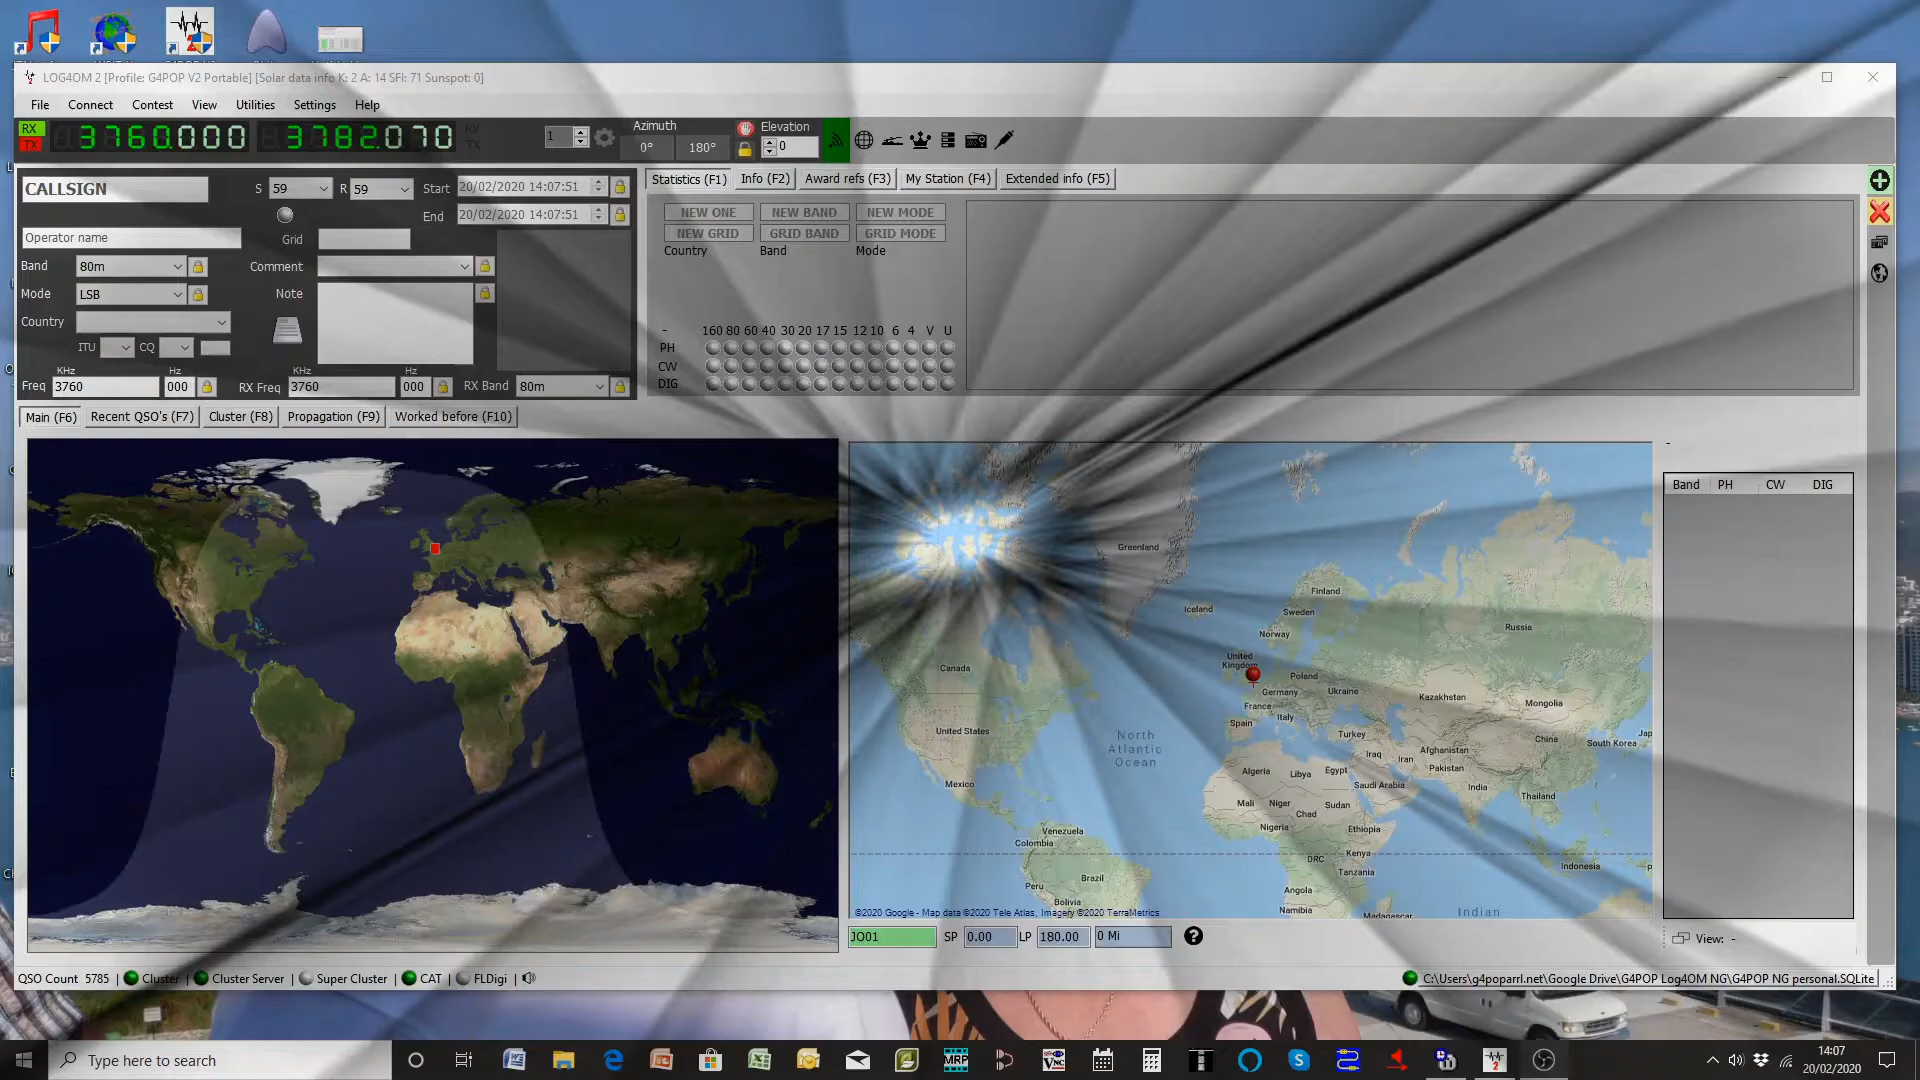 LOG4OM 2 [Profile: G4POP V2 Portable] [Solar data info K: 2 A: 14 SFI: 71 Sunspot: 0]
File Connect Contest View Utilities Settings Help
RX 3760.000 3782.070 RX 1 Azimuth Elevation
TX TX 0° 180° 0
CALLSIGN S 59 R 59 Start 20/02/2020 14:07:51
End 20/02/2020 14:07:51
Operator name Grid
Band 80m Comment
Mode LSB Note
Country
ITU CQ
KHz Hz KHz Hz
Freq 3760 000 RX Freq 3760 000 RX Band 80m
Statistics (F1) Info (F2) Award refs (F3) My Station (F4) Extended info (F5)
NEW ONE NEW BAND NEW MODE
NEW GRID GRID BAND GRID MODE
Country Band Mode
- 160 80 60 40 30 20 17 15 12 10 6 4 V U
PH
CW
DIG
Main (F6) Recent QSO's (F7) Cluster (F8) Propagation (F9) Worked before (F10)
-
Band PH CW DIG
Greenland
Finland
Iceland
Sweden
Norway
Russia
United
Kingdom
Canada
Poland
Germany
Ukraine
Kazakhstan
Mongolia
France
Italy
Spain
United States
North
Atlantic
Ocean
Turkey
China
South Korea
Jap
Iraq
Iran
Afghanistan
Pakistan
Algeria
Libya
Egypt
Saudi Arabia
India
Mexico
Thailand
Mali
Niger
Chad
Sudan
Nigeria
Ethiopia
Venezuela
Colombia
DRC
Kenya
Tanzania
Indonesia
P
Peru
Brazil
Bolivia
Angola
Namibia
Madagascar
Indian
©2020 Google - Map data ©2020 Tele Atlas, Imagery ©2020 TerraMetrics
JO01 SP 0.00 LP 180.00 0 Mi
View: -
QSO Count 5785 | Cluster | Cluster Server | Super Cluster | CAT | FLDigi |
C:\Users\g4poparrl.net\Google Drive\G4POP Log4OM NG\G4POP NG personal.SQLite
Type here to search
MRP
VNC
14:07
20/02/2020